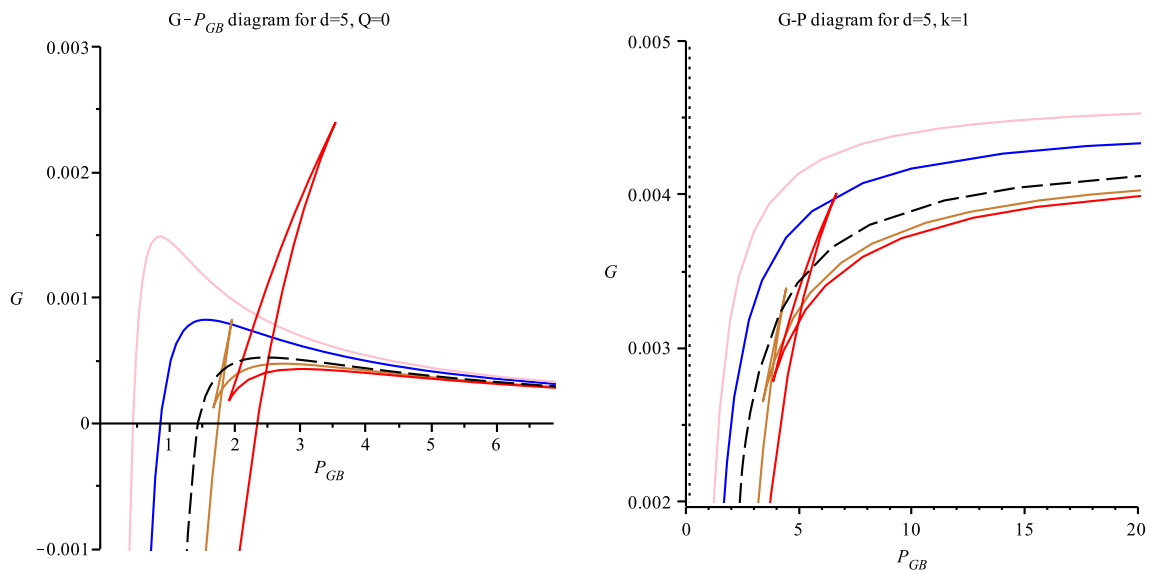 G−P_GB diagram for d=5, Q=0
0.003
0.002
G
0.001
0
1 2 3 4 5 6
P_GB
−0.001
G-P diagram for d=5, k=1
0.005
0.004
G
0.003
0.002
0 5 10 15 20
P_GB